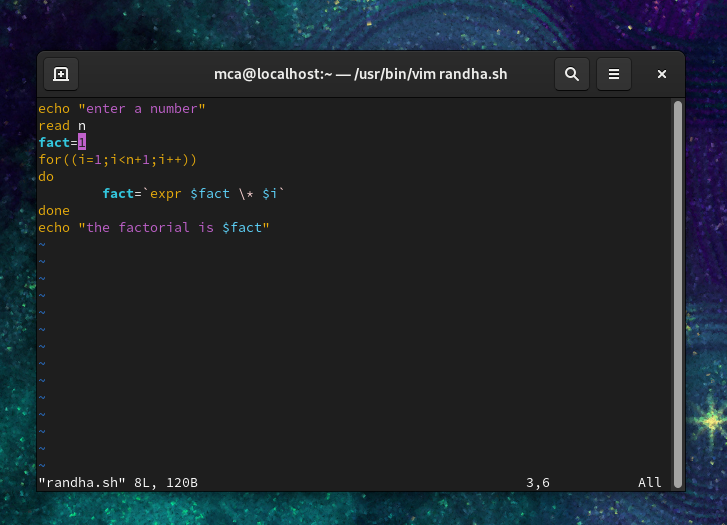 mca@localhost:~ — /usr/bin/vim randha.sh
echo "enter a number"
read n
fact=1
for((i=1;i<n+1;i++))
do
        fact=`expr $fact \* $i`
done
echo "the factorial is $fact"
~
~
~
~
~
~
~
~
~
~
~
~
~
~
"randha.sh" 8L, 120B 3,6 All